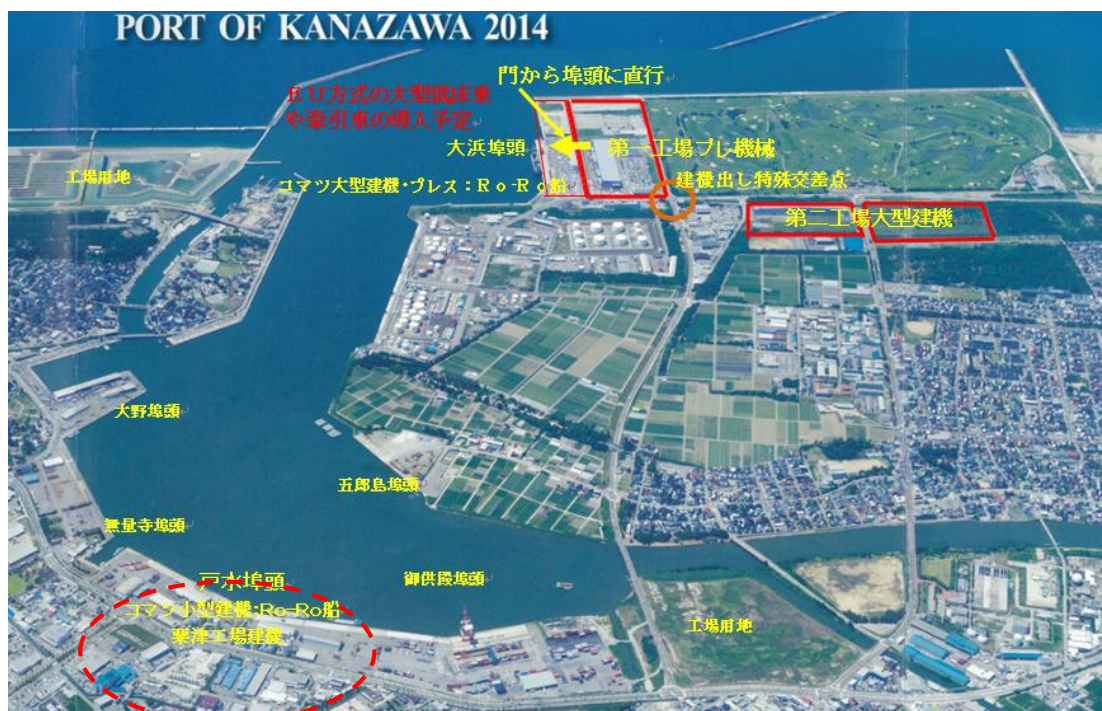 PORT OF KANAZAWA 2014
門から埠頭に直行
EU方式の大型低床車
や牽引車の導入予定
大浜埠頭
第一工場プレ機械
工場用地
コマツ大型建機・プレス：Ro-Ro船
建機出し特殊交差点
第二工場大型建機
大野埠頭
五郎島埠頭
無量寺埠頭
戸水埠頭
御供殿埠頭
コマツ小型建機:Ro-Ro船
粟津工場建機
工場用地